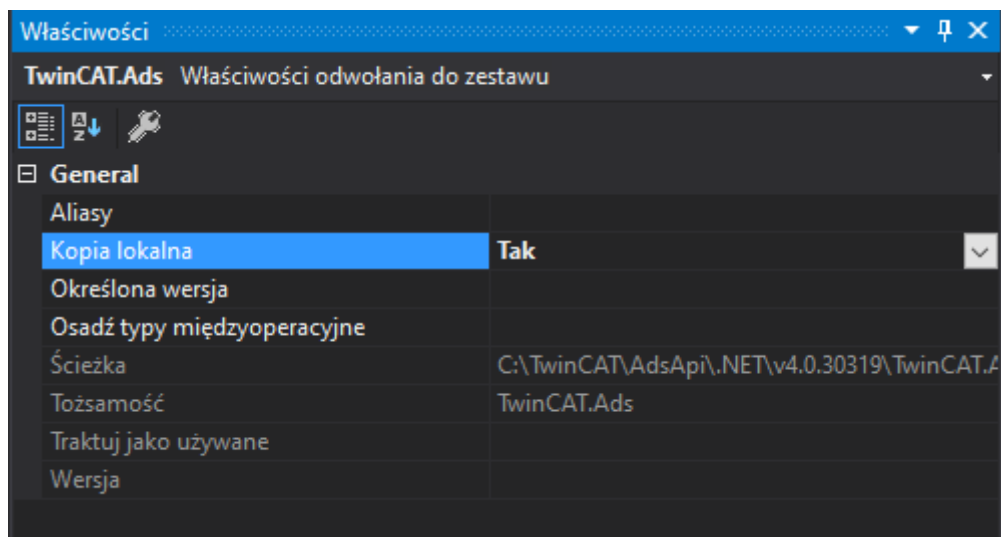 Właściwości
TwinCAT.Ads Właściwości odwołania do zestawu
General
Aliasy
Kopia lokalna Tak
Określona wersja
Osadź typy międzyoperacyjne
Ścieżka C:\TwinCAT\AdsApi\.NET\v4.0.30319\TwinCAT.A
Tożsamość TwinCAT.Ads
Traktuj jako używane
Wersja